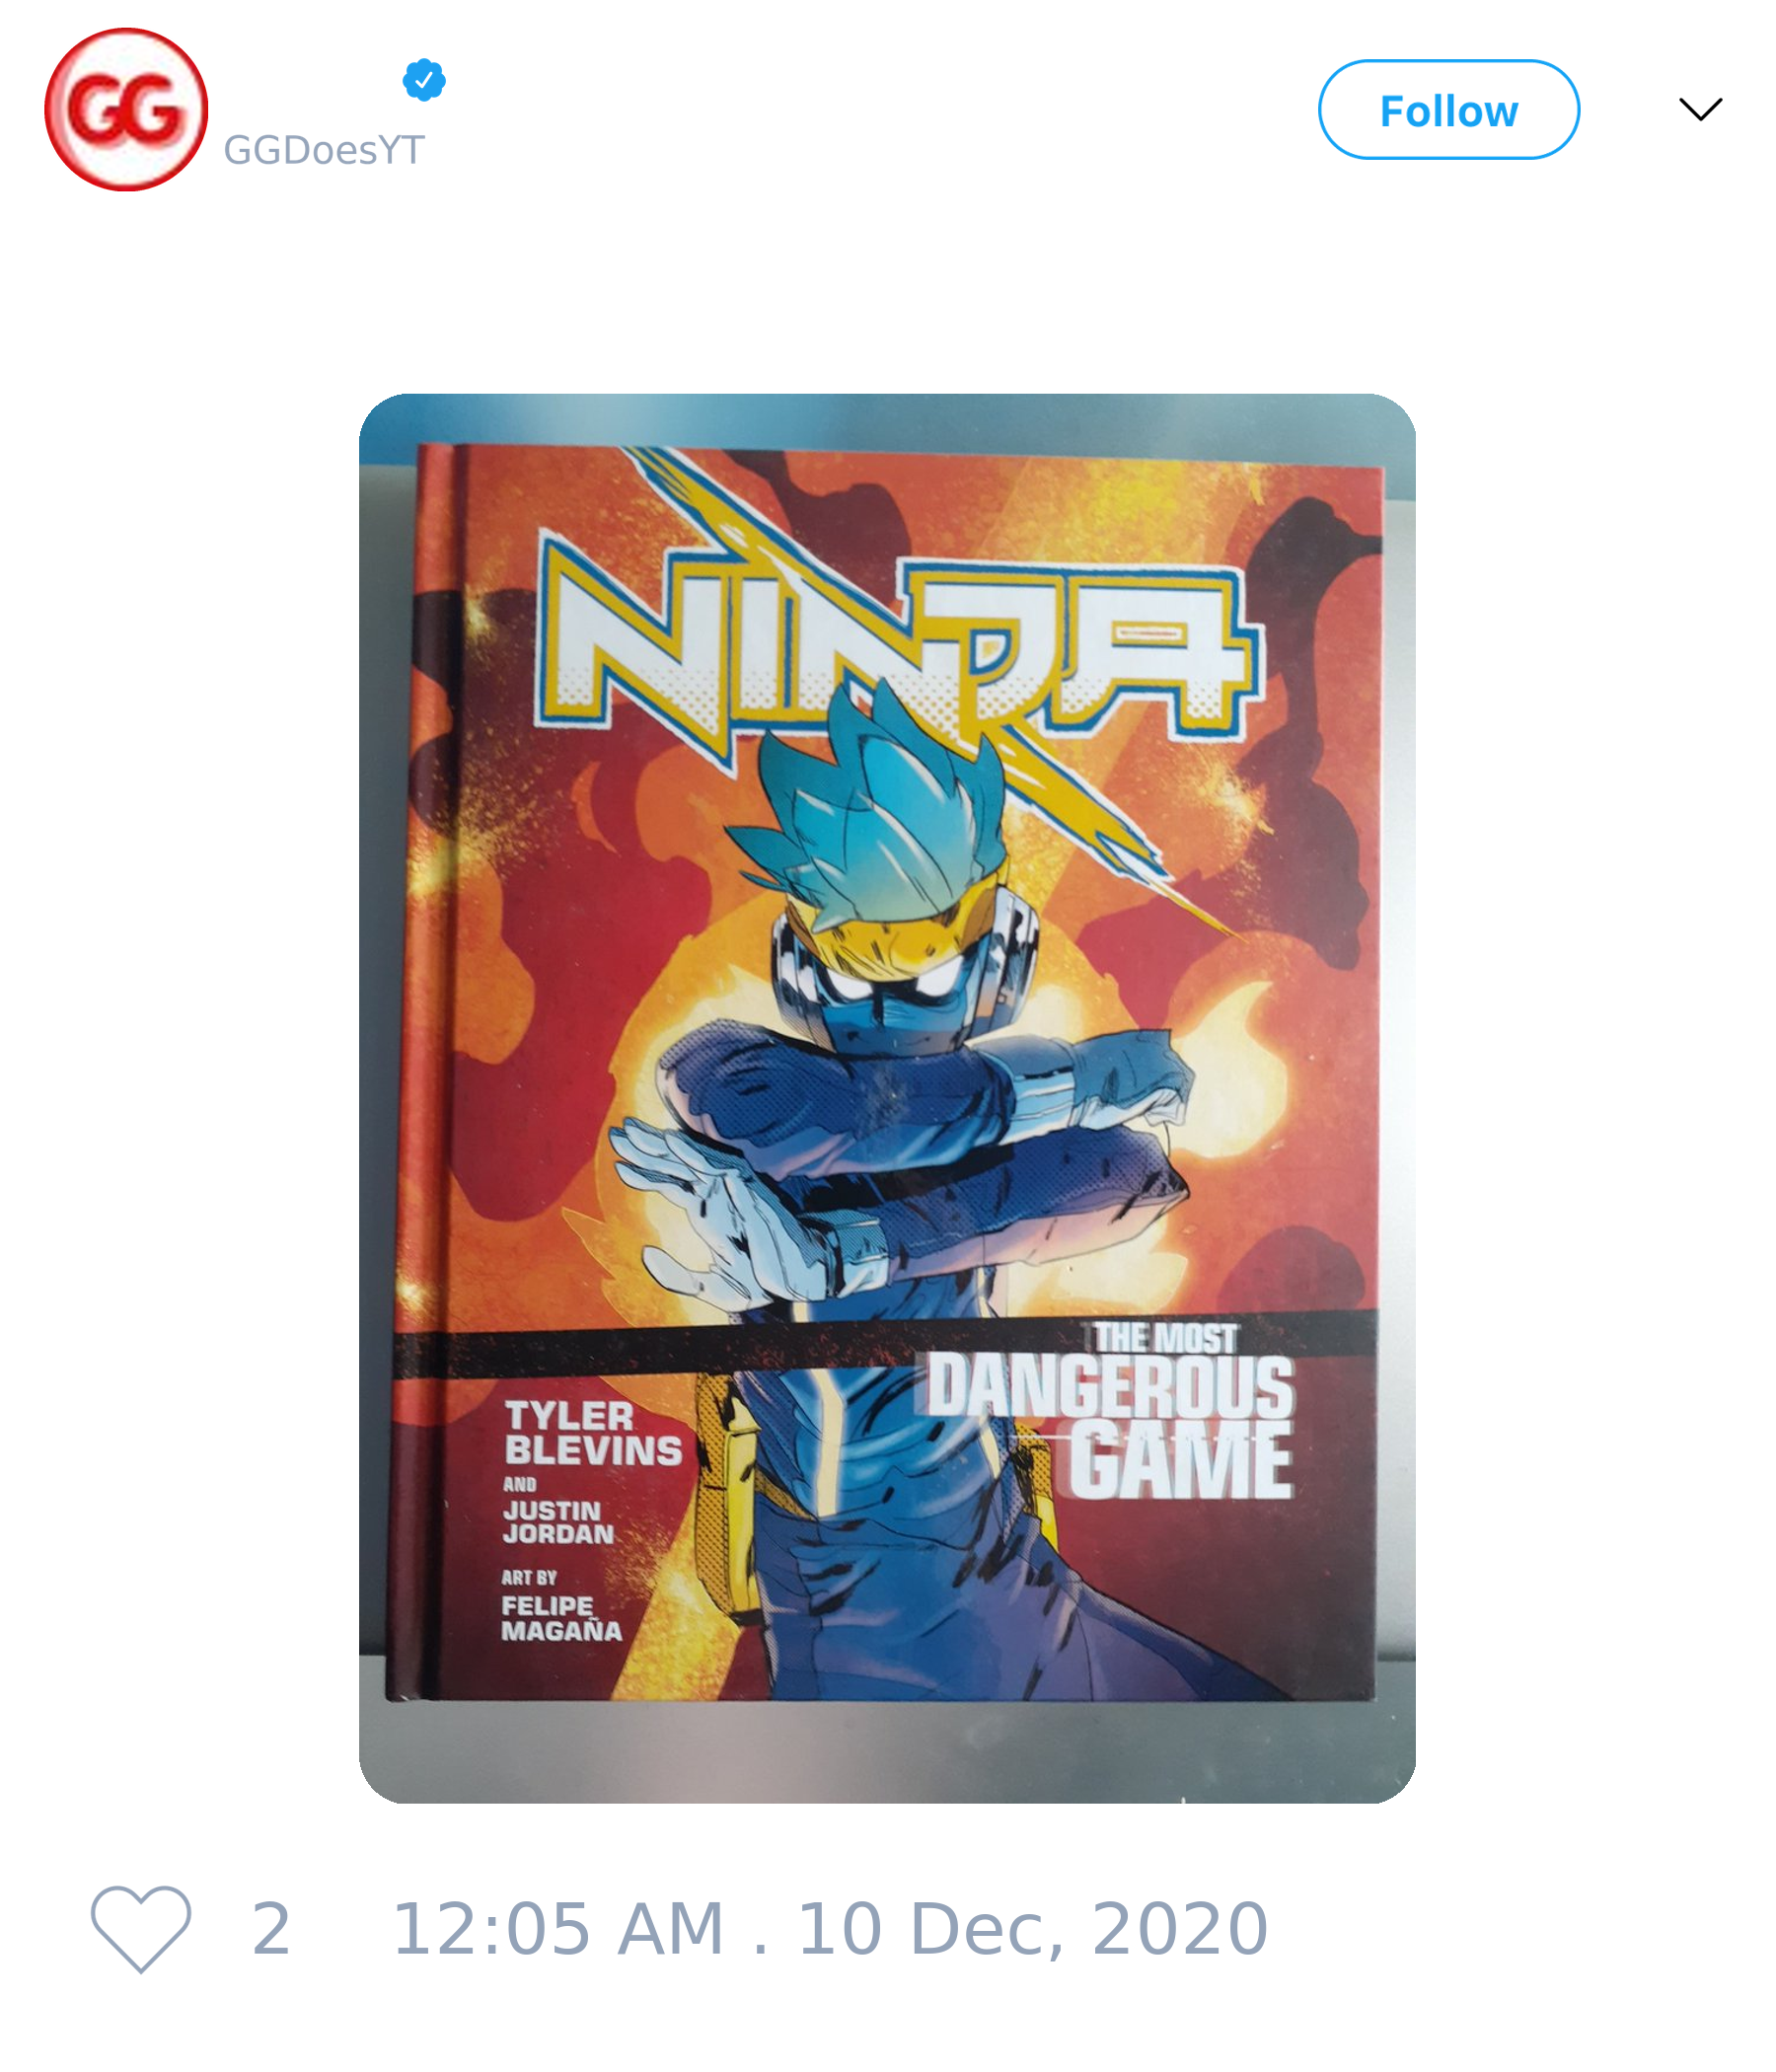 GG
GGDoesYT
Follow
NINJA
THE MOST
DANGEROUS
GAME
TYLER
BLEVINS
AND
JUSTIN
JORDAN
ART BY
FELIPE
MAGAÑA
2 12:05 AM . 10 Dec, 2020